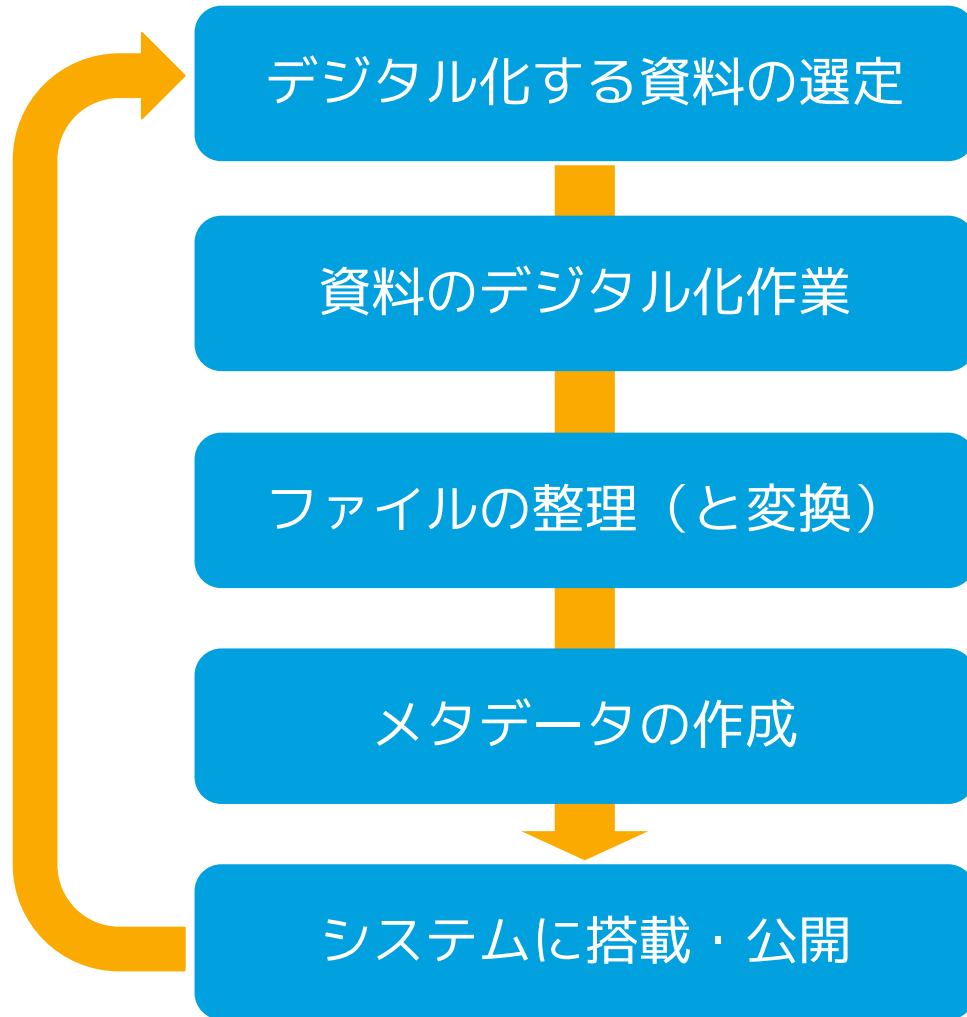 デジタル化する資料の選定
資料のデジタル化作業
ファイルの整理（と変換）
メタデータの作成
システムに搭載・公開